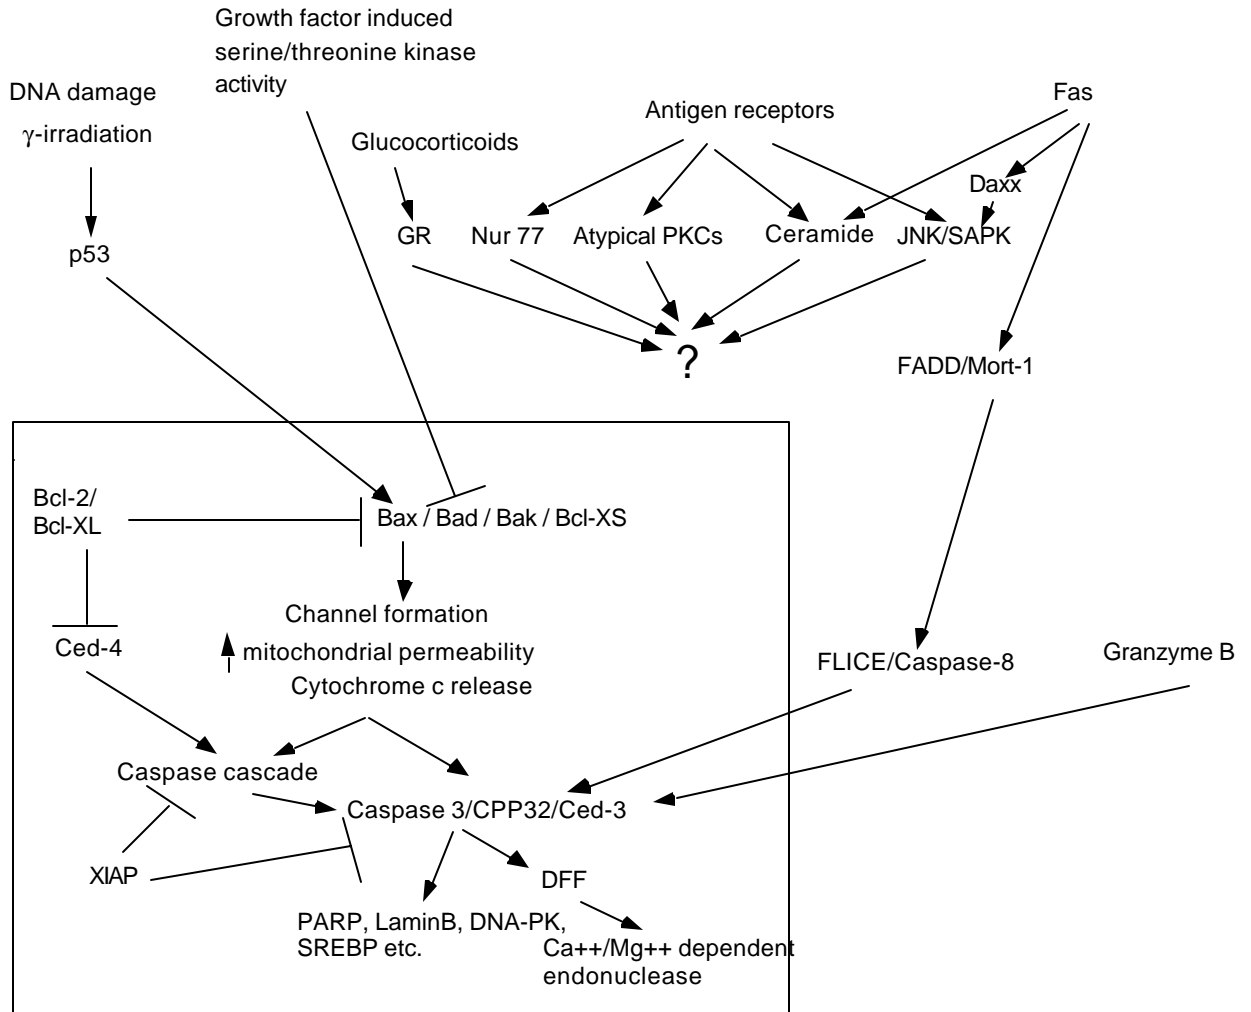 Growth factor induced
serine/threonine kinase
activity
DNA damage
γ-irradiation
Fas
Antigen receptors
Glucocorticoids
Daxx
GR
Nur 77
Atypical PKCs
Ceramide
JNK/SAPK
p53
?
FADD/Mort-1
Bcl-2/
Bcl-XL
Bax / Bad / Bak / Bcl-XS
Channel formation
mitochondrial permeability
Cytochrome c release
Ced-4
FLICE/Caspase-8
Granzyme B
Caspase cascade
Caspase 3/CPP32/Ced-3
XIAP
DFF
PARP, LaminB, DNA-PK,
SREBP etc.
Ca++/Mg++ dependent
endonuclease